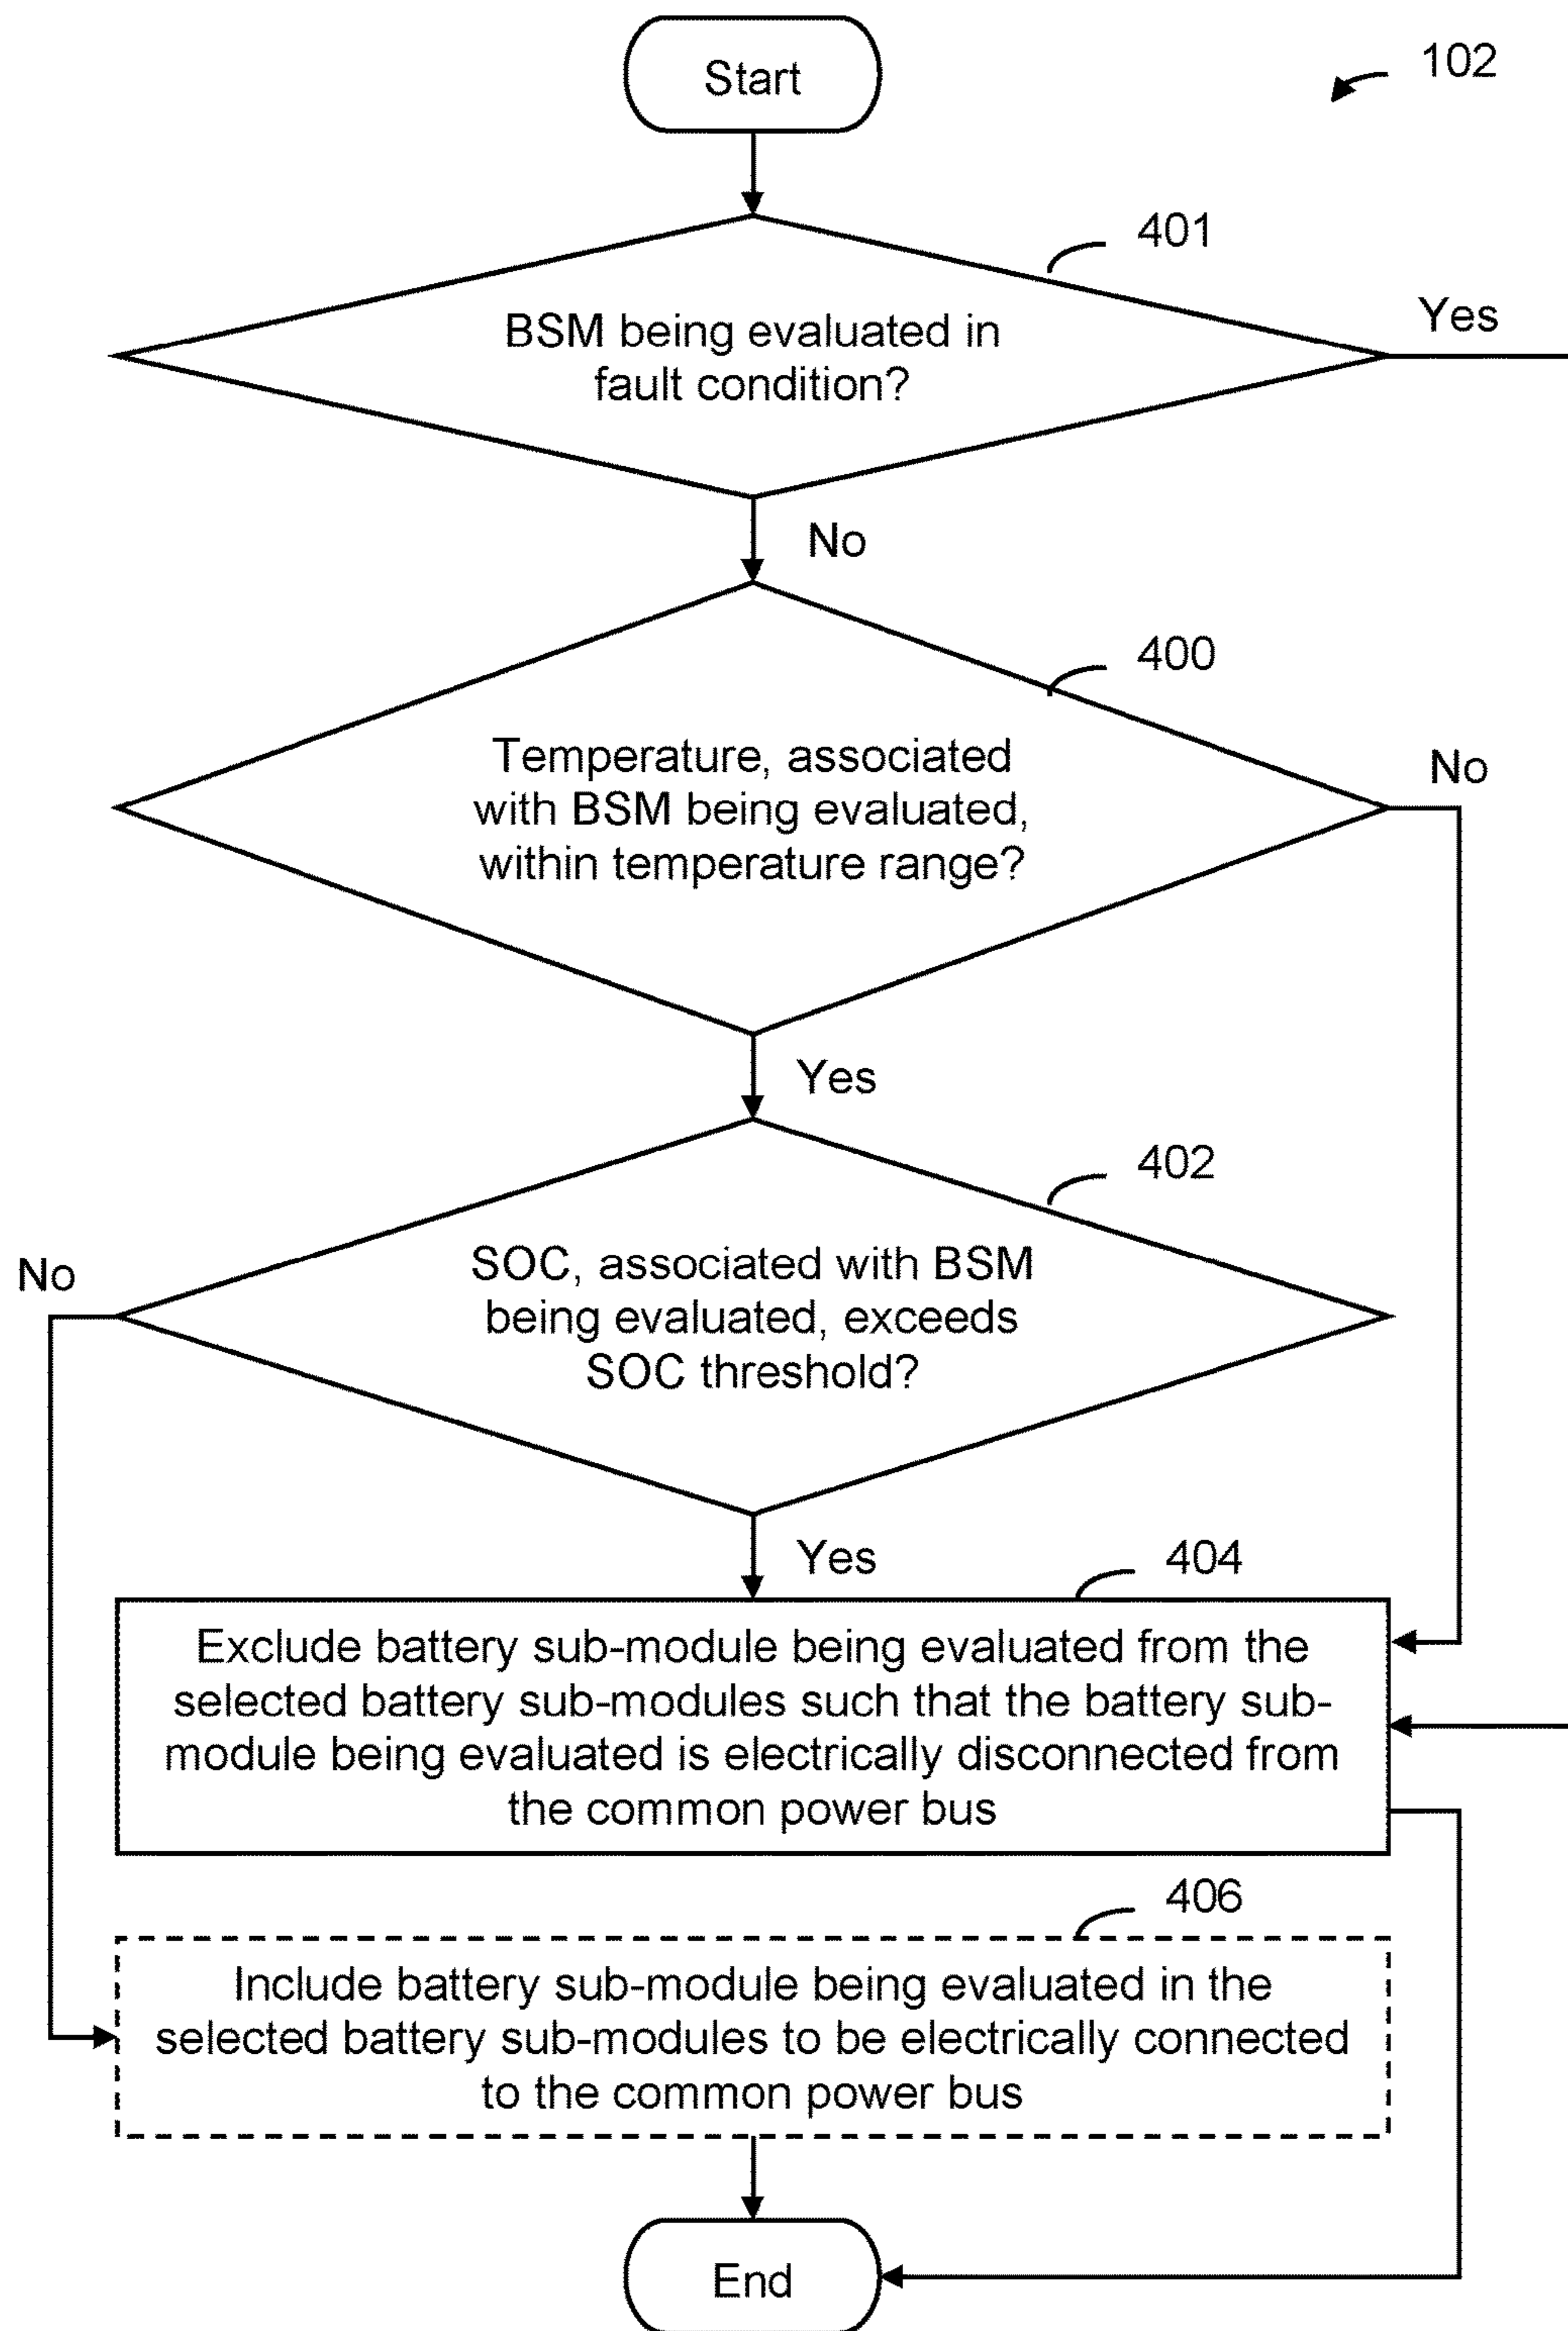 Start
102
401
BSM being evaluated in
fault condition?
Yes
No
400
Temperature, associated
with BSM being evaluated,
within temperature range?
No
Yes
402
SOC, associated with BSM
being evaluated, exceeds
SOC threshold?
No
Yes
404
Exclude battery sub-module being evaluated from the
selected battery sub-modules such that the battery sub-
module being evaluated is electrically disconnected from
the common power bus
406
Include battery sub-module being evaluated in the
selected battery sub-modules to be electrically connected
to the common power bus
End